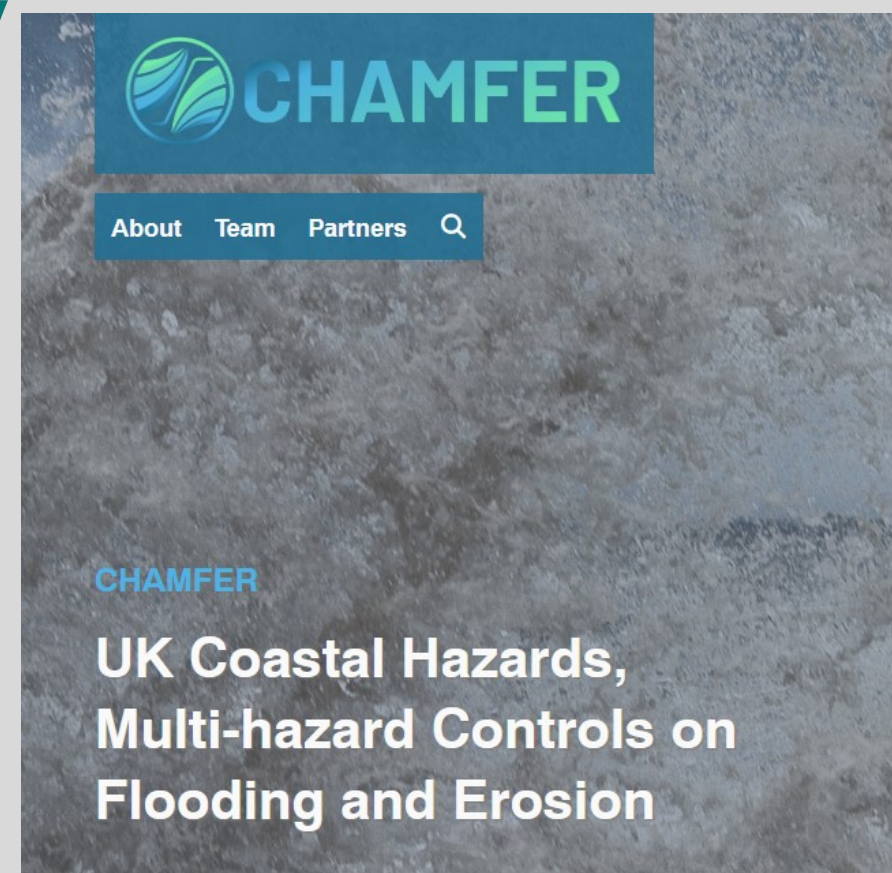 CHAMFER
About Team Partners
CHAMFER
UK Coastal Hazards,
Multi-hazard Controls on
Flooding and Erosion